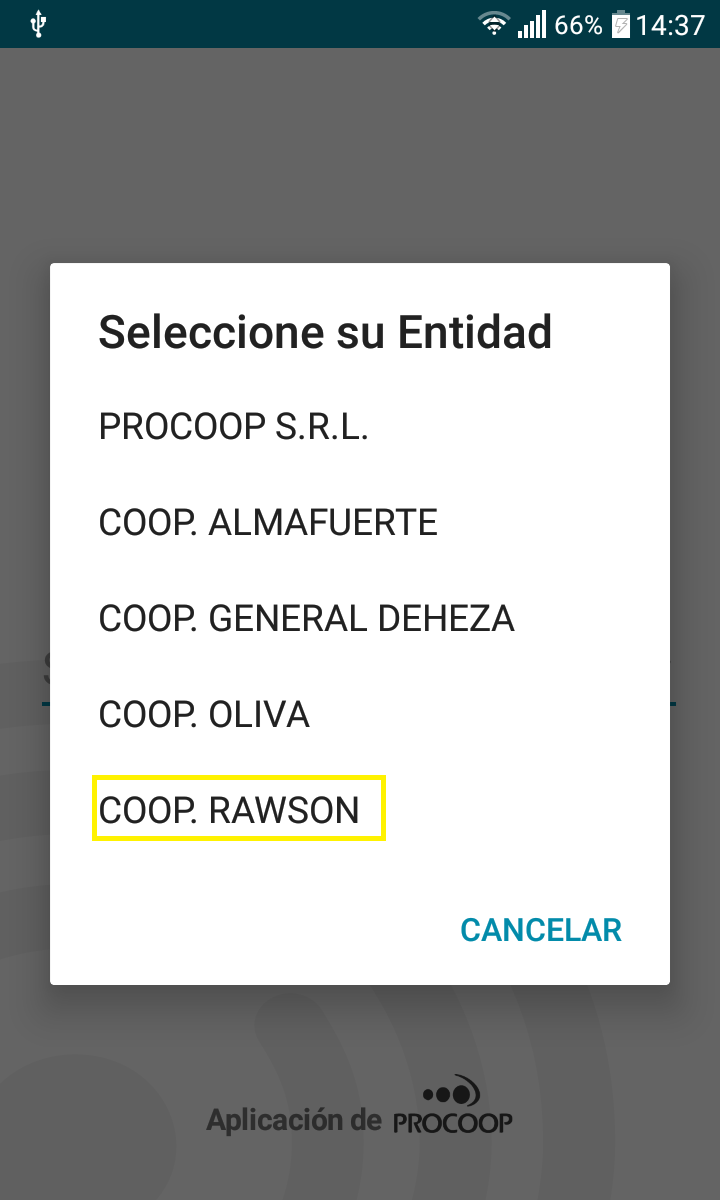 66% 14:37
Seleccione su Entidad
PROCOOP S.R.L.
COOP. ALMAFUERTE
COOP. GENERAL DEHEZA
COOP. OLIVA
COOP. RAWSON
CANCELAR
Aplicación de PROCOOP